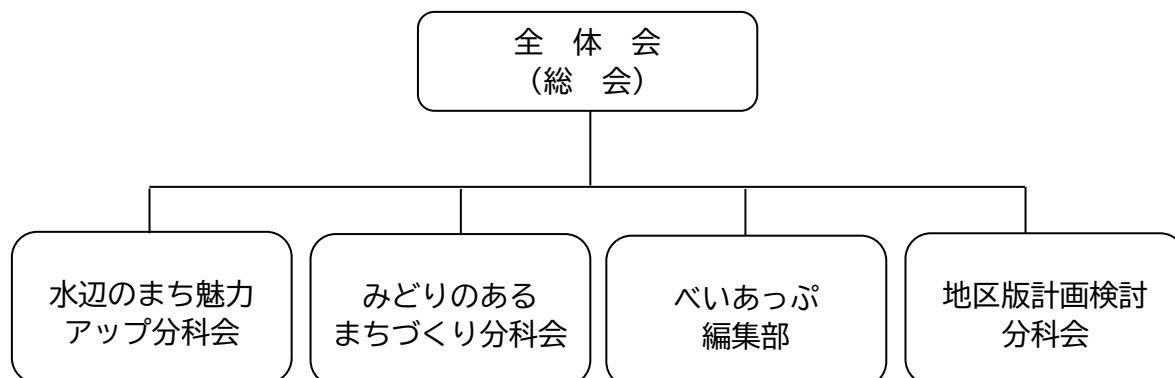 全　体　会
（総　会）
水辺のまち魅力
アップ分科会
みどりのある
まちづくり分科会
べいあっぷ
編集部
地区版計画検討
分科会